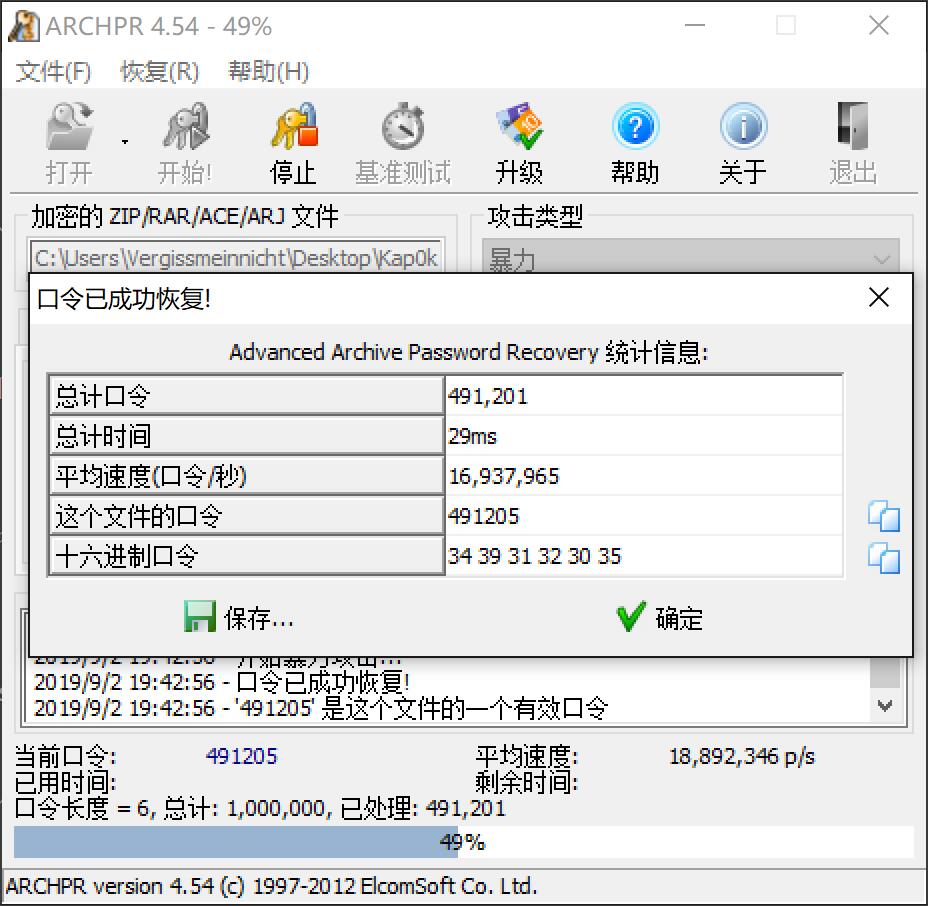 ARCHPR 4.54 - 49%
文件(F) 恢复(R) 帮助(H)
打开 开始! 停止 基准测试 升级 帮助 关于 退出
加密的 ZIP/RAR/ACE/ARJ 文件 攻击类型
C:\Users\Vergissmeinnicht\Desktop\Kap0k 暴力
口令已成功恢复!
Advanced Archive Password Recovery 统计信息:
总计口令 491,201
总计时间 29ms
平均速度(口令/秒) 16,937,965
这个文件的口令 491205
十六进制口令 34 39 31 32 30 35
保存... 确定
2019/9/2 19:42:56 - 开始暴力攻击...
2019/9/2 19:42:56 - 口令已成功恢复!
2019/9/2 19:42:56 - '491205' 是这个文件的一个有效口令
当前口令: 491205 平均速度: 18,892,346 p/s
已用时间: 剩余时间:
口令长度 = 6, 总计: 1,000,000, 已处理: 491,201
49%
ARCHPR version 4.54 (c) 1997-2012 ElcomSoft Co. Ltd.